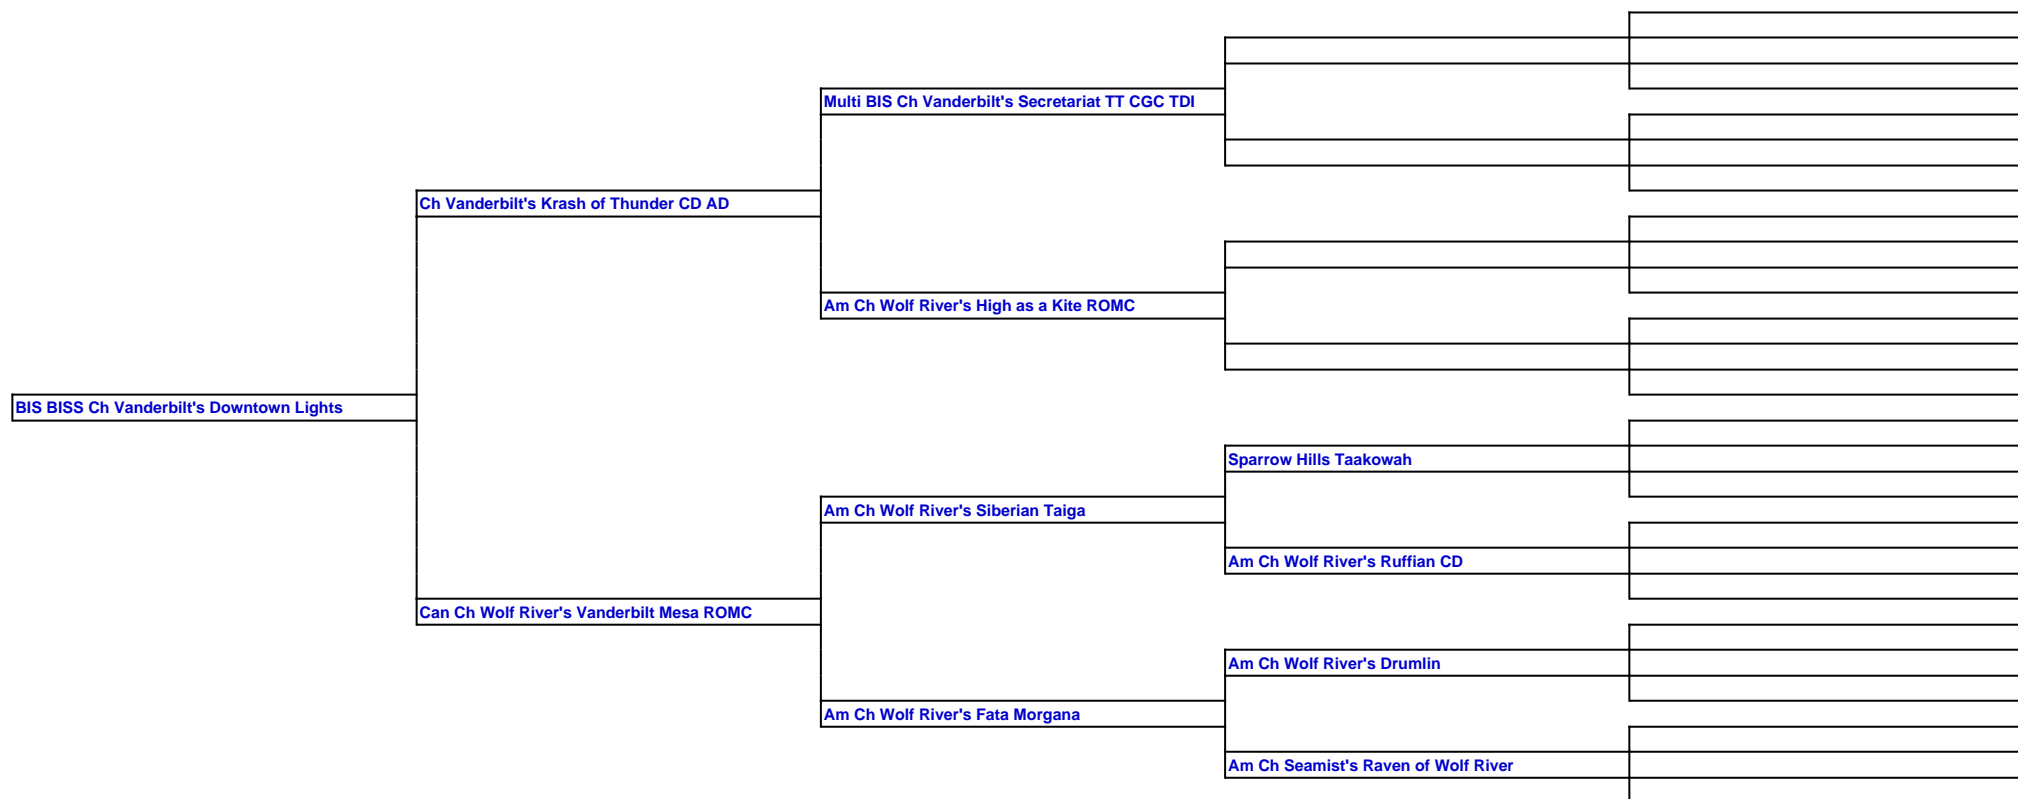 Multi BIS Ch Vanderbilt's Secretariat TT CGC TDI
Ch Vanderbilt's Krash of Thunder CD AD
Am Ch Wolf River's High as a Kite ROMC
BIS BISS Ch Vanderbilt's Downtown Lights
Sparrow Hills Taakowah
Am Ch Wolf River's Siberian Taiga
Am Ch Wolf River's Ruffian CD
Can Ch Wolf River's Vanderbilt Mesa ROMC
Am Ch Wolf River's Drumlin
Am Ch Wolf River's Fata Morgana
Am Ch Seamist's Raven of Wolf River